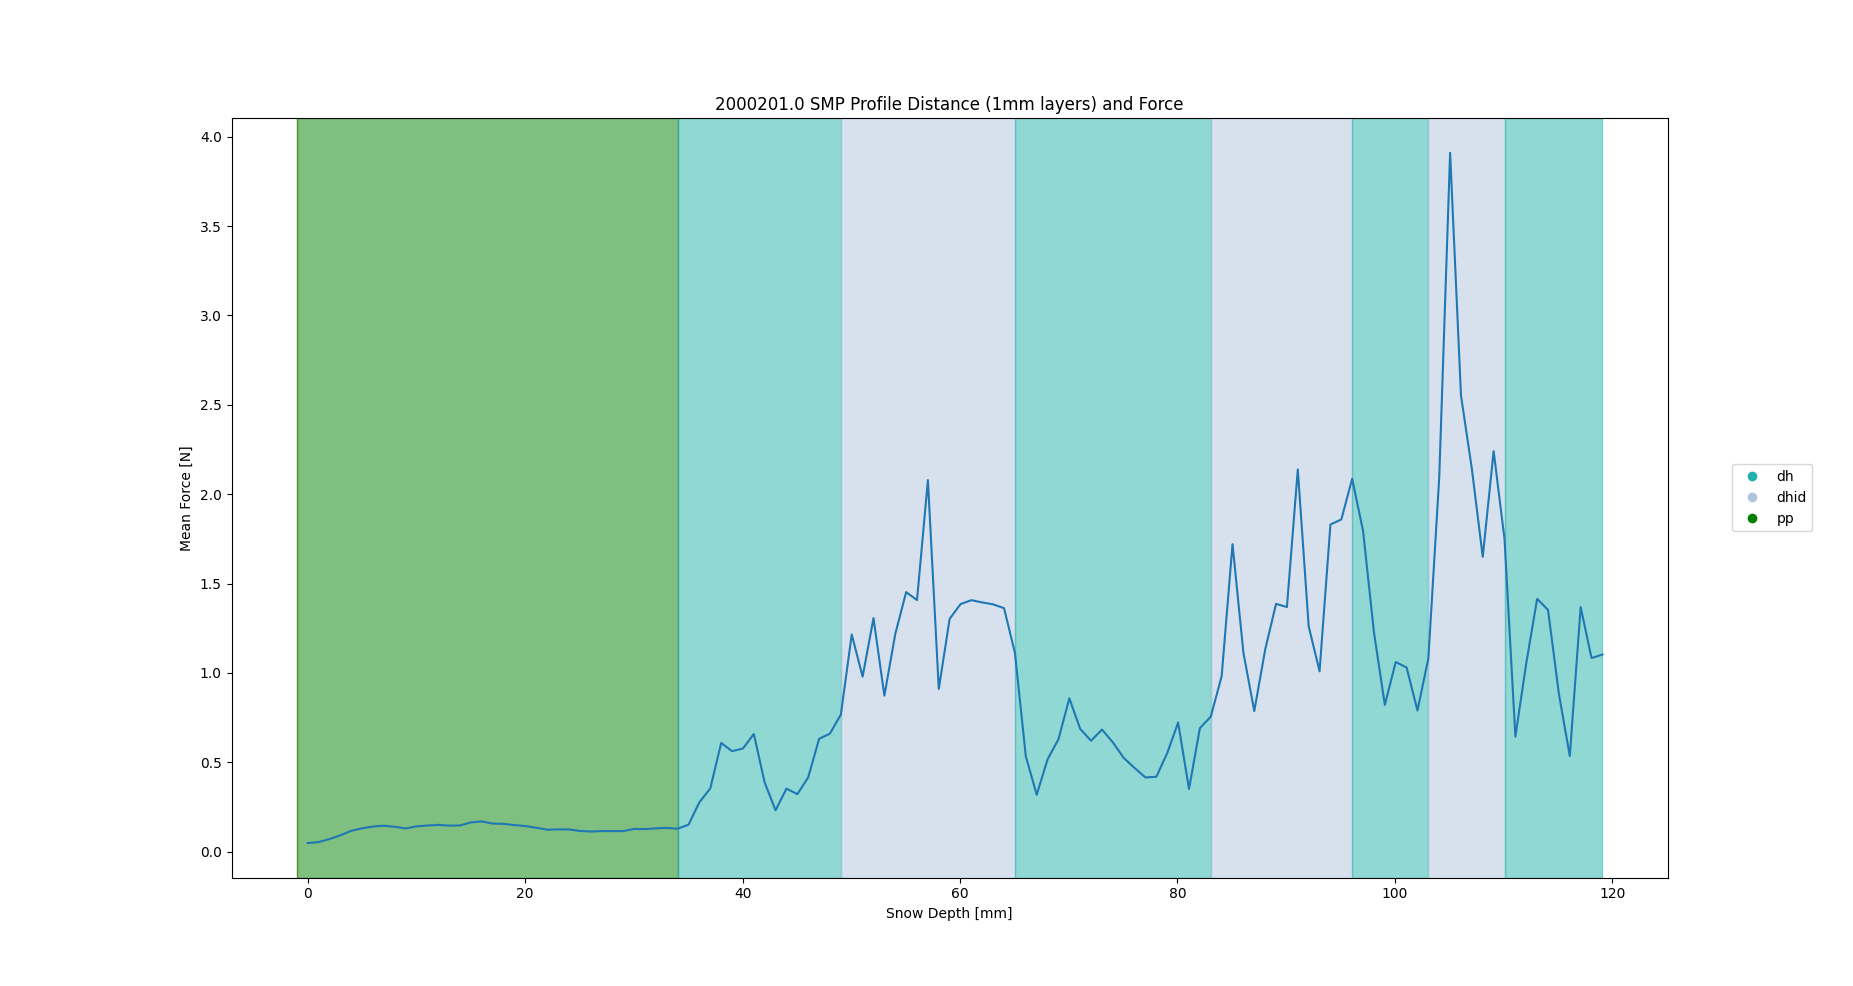 2000201.0 SMP Profile Distance (1mm layers) and Force
4.0
3.5
3.0
2.5
2.0
1.5
1.0
0.5
0.0
Mean Force [N]
0 20 40 60 80 100 120
Snow Depth [mm]
dh
dhid
pp